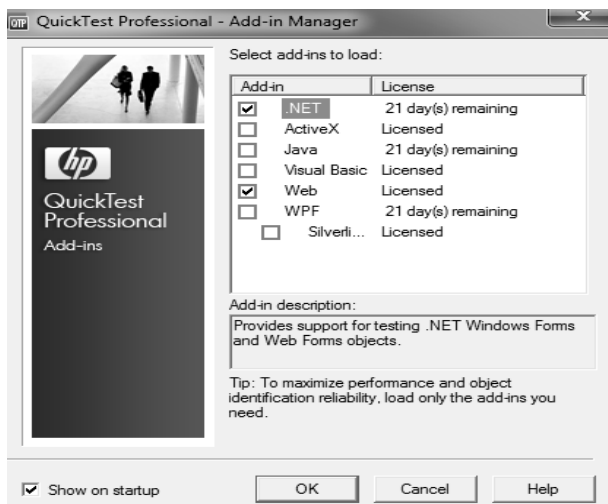 QTP QuickTest Professional - Add-in Manager
Select add-ins to load:
Add-in License
.NET 21 day(s) remaining
ActiveX Licensed
Java 21 day(s) remaining
Visual Basic Licensed
Web Licensed
WPF 21 day(s) remaining
Silverli... Licensed
hp
QuickTest
Professional
Add-ins
Add-in description:
Provides support for testing .NET Windows Forms
and Web Forms objects.
Tip: To maximize performance and object
identification reliability, load only the add-ins you
need.
Show on startup
OK
Cancel
Help